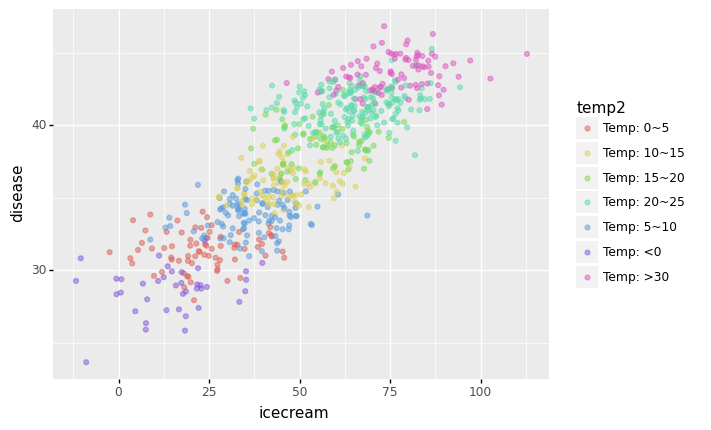 temp2
Temp: 0~5
Temp: 10~15
Temp: 15~20
Temp: 20~25
Temp: 5~10
Temp: <0
Temp: >30
disease
40
30
0
25
50
75
100
icecream